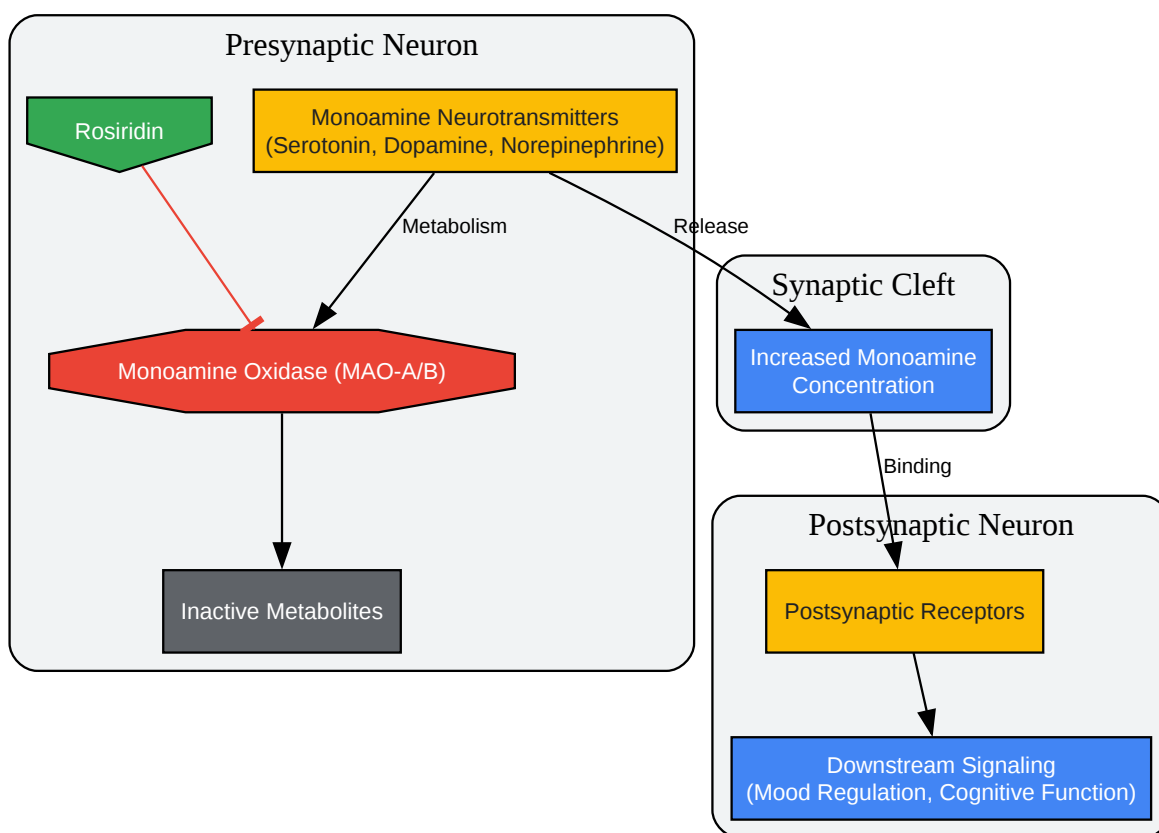 Presynaptic Neuron
Rosiridin
Monoamine Neurotransmitters
(Serotonin, Dopamine, Norepinephrine)
Metabolism
Release
Synaptic Cleft
Increased Monoamine
Concentration
Monoamine Oxidase (MAO-A/B)
Binding
Postsynaptic Neuron
Inactive Metabolites
Postsynaptic Receptors
Downstream Signaling
(Mood Regulation, Cognitive Function)